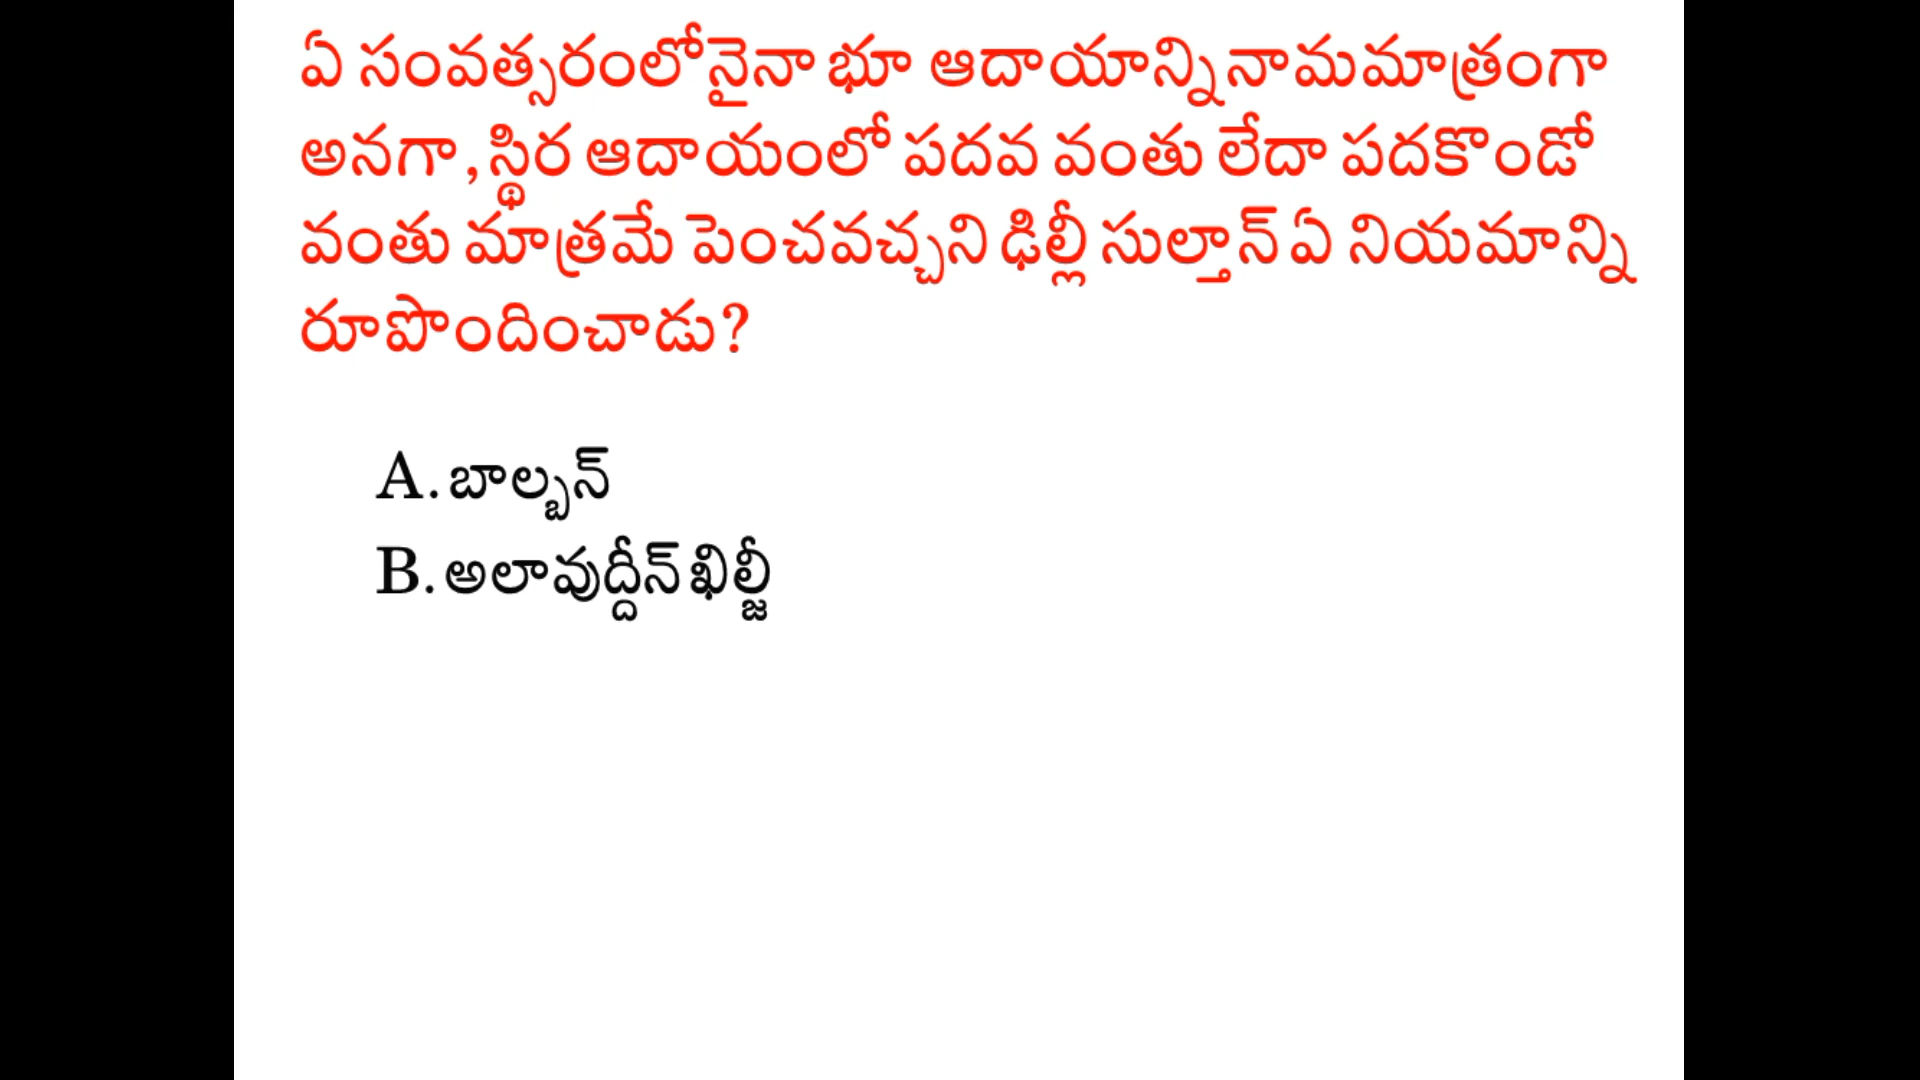 ఏ సంవత్సరంలోనైనా భూ ఆదాయాన్ని నామమాత్రంగా
అనగా, స్థిర ఆదాయంలో పదవ వంతు లేదా పదకొండో
వంతు మాత్రమే పెంచవచ్చని ఢిల్లీ సుల్తాన్ ఏ నియమాన్ని
రూపొందించాడు?
A. బాల్బన్
B. అలావుద్దీన్ ఖిల్జీ